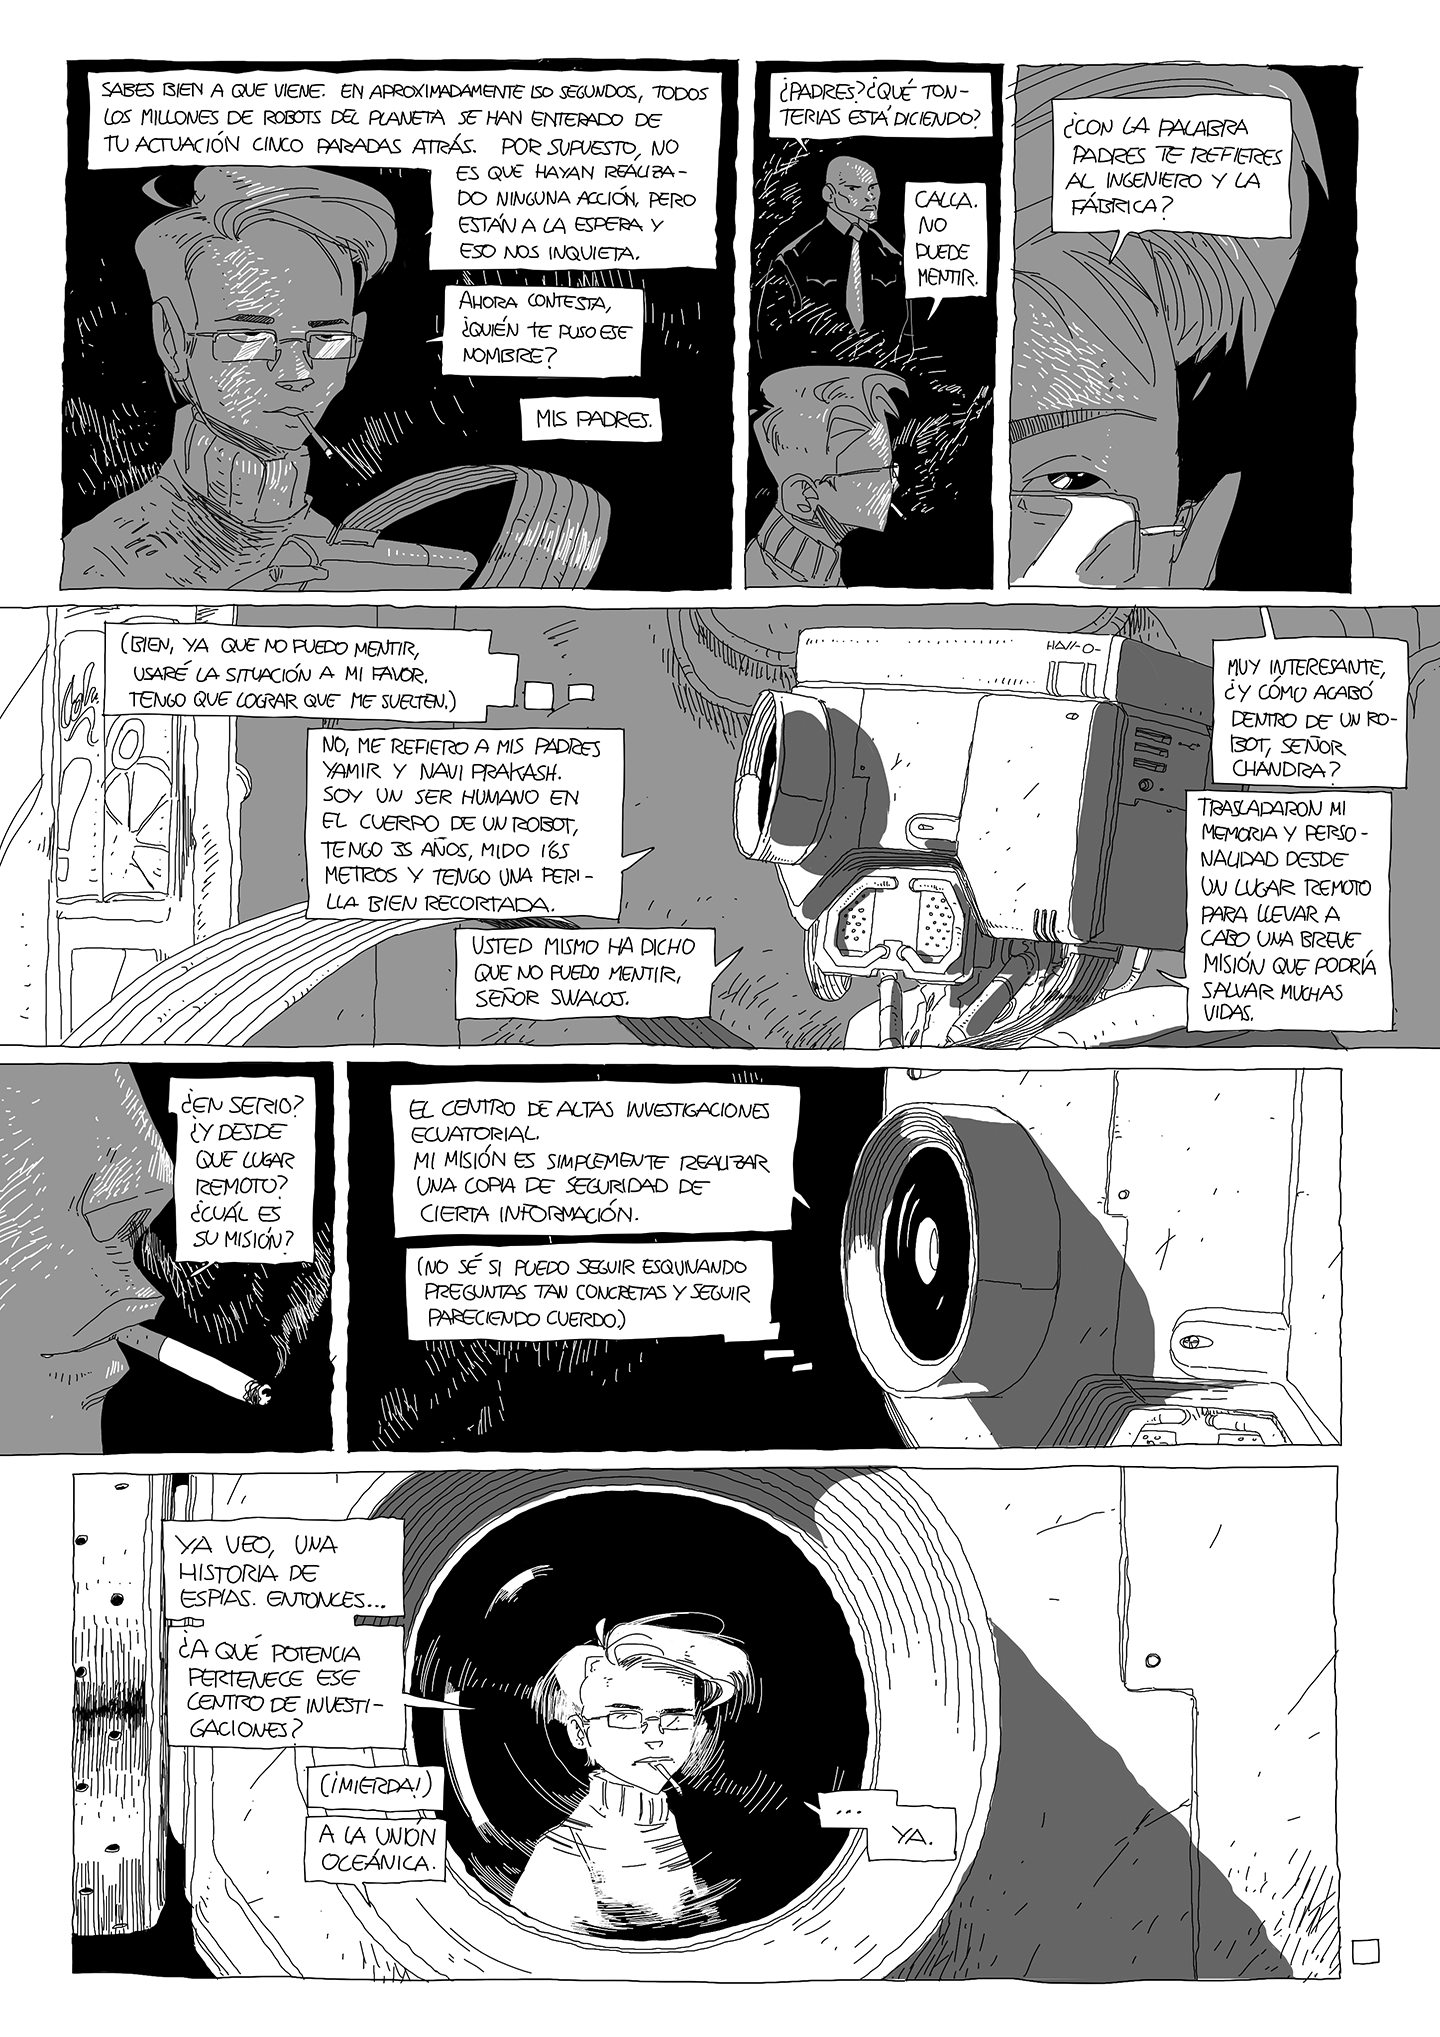 SABES BIEN A QUE VIENE. EN APROXIMADAMENTE 150 SEGUNDOS, TODOS
LOS MILLONES DE ROBOTS DEL PLANETA SE HAN ENTERADO DE
TU ACTUACIÓN CINCO PARADAS ATRÁS. POR SUPUESTO, NO
ES QUE HAYAN REALIZA-
DO NINGUNA ACCIÓN, PERO
ESTÁN A LA ESPERA Y
ESO NOS INQUIETA.
AHORA CONTESTA,
¿QUIÉN TE PUSO ESE
NOMBRE?
MIS PADRES.
¿PADRES? ¿QUÉ TON-
TERIAS ESTÁ DICIENDO?
CALLA.
NO
PUEDE
MENTIR.
¿CON LA PALABRA
PADRES TE REFIERES
AL INGENIERO Y LA
FÁBRICA?
(BIEN, YA QUE NO PUEDO MENTIR,
USARÉ LA SITUACIÓN A MI FAVOR.
TENGO QUE LOGRAR QUE ME SUELTEN.)
NO, ME REFIERO A MIS PADRES
YAMIR Y NAVI PRAKASH.
SOY UN SER HUMANO EN
EL CUERPO DE UN ROBOT,
TENGO 35 AÑOS, MIDO 1'65
METROS Y TENGO UNA PERI-
LLA BIEN RECORTADA.
USTED MISMO HA DICHO
QUE NO PUEDO MENTIR,
SEÑOR SWALOJ.
MUY INTERESANTE,
¿Y CÓMO ACABÓ
DENTRO DE UN RO-
BOT, SEÑOR
CHANDRA?
TRASLADARON MI
MEMORIA Y PERSO-
NALIDAD DESDE
UN LUGAR REMOTO
PARA LLEVAR A
CABO UNA BREVE
MISIÓN QUE PODRÍA
SALVAR MUCHAS
VIDAS.
¿EN SERIO?
¿Y DESDE
QUE LUGAR
REMOTO?
¿CUÁL ES
SU MISIÓN?
EL CENTRO DE ALTAS INVESTIGACIONES
ECUATORIAL.
MI MISIÓN ES SIMPLEMENTE REALIZAR
UNA COPIA DE SEGURIDAD DE
CIERTA INFORMACIÓN.
(NO SÉ SI PUEDO SEGUIR ESQUIVANDO
PREGUNTAS TAN CONCRETAS Y SEGUIR
PARECIENDO CUERDO.)
YA VEO, UNA
HISTORIA DE
ESPÍAS. ENTONCES...
¿A QUÉ POTENCIA
PERTENECE ESE
CENTRO DE INVESTI-
GACIONES?
(¡MIERDA!)
A LA UNIÓN
OCEÁNICA.
....
YA.